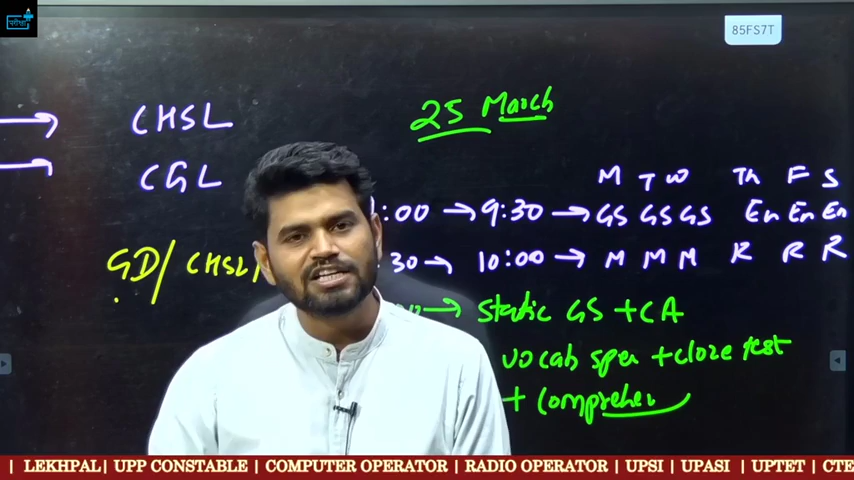 परीक्षा
85FS7T
CHSL
25 March
CGL
M T W Th F S
:00 → 9:30 → GS GS GS En En En
GD/ CHSL/
30 → 10:00 → M M M R R R
→ Static GS + CA
vocab spea + cloze test
+ Comprehen
| LEKHPAL| UPP CONSTABLE | COMPUTER OPERATOR | RADIO OPERATOR | UPSI | UPASI | UPTET | CTE